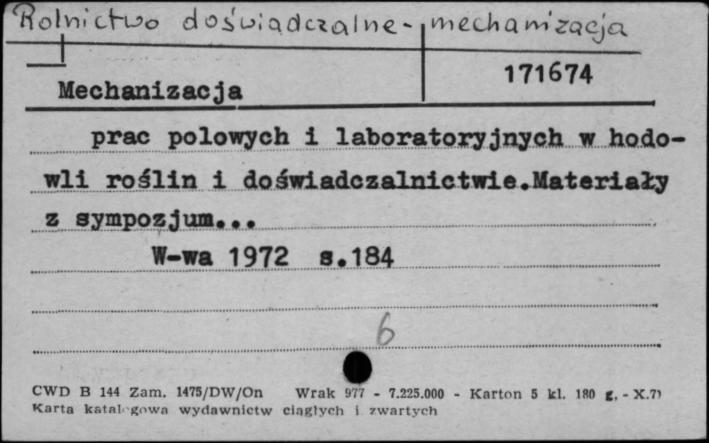 Rolnictwo doświadczalne - mechanizacja
171674
Mechanizacja
prac polowych i laboratoryjnych w hodo-
wli roślin i doświadczalnictwie.Materiały
z sympozjum...
W-wa 1972 s.184
6
CWD B 144 Zam. 1475/DW/On Wrak 977 - 7.225.000 - Karton 5 kl. 180 g. - X.71
Karta katalogowa wydawnictw ciągłych i zwartych